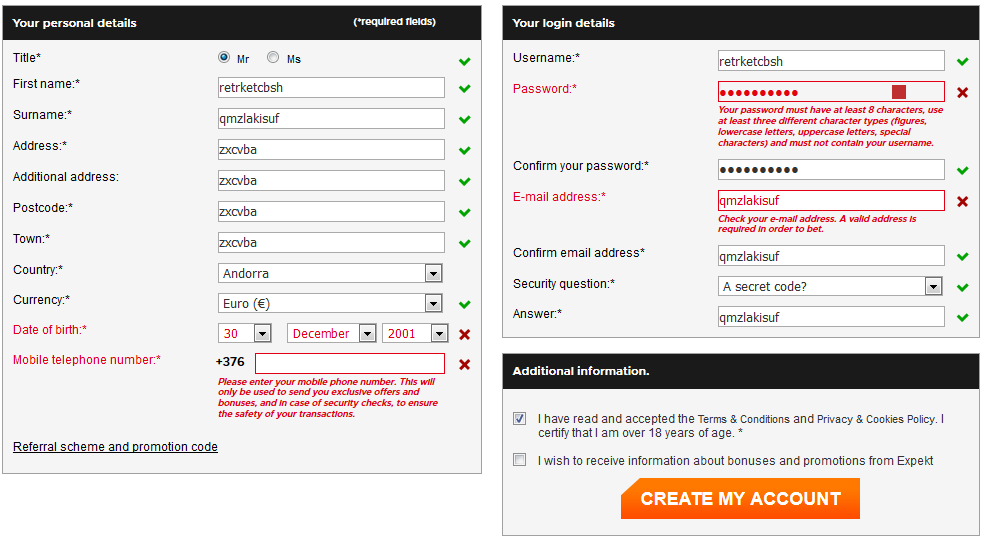 Your personal details
(*required fields)
Title*
Mr
Ms
First name:*
retrketcbsh
Surname:*
qmzlakisuf
Address:*
zxcvba
Additional address:
zxcvba
Postcode:*
zxcvba
Town:*
zxcvba
Country:*
Andorra
Currency:*
Euro (€)
Date of birth:*
30
December
2001
Mobile telephone number:*
+376
Please enter your mobile phone number. This will
only be used to send you exclusive offers and
bonuses, and in case of security checks, to ensure
the safety of your transactions.
Referral scheme and promotion code
Your login details
Username:*
retrketcbsh
Password:*
●●●●●●●●●●
Your password must have at least 8 characters, use
at least three different character types (figures,
lowercase letters, uppercase letters, special
characters) and must not contain your username.
Confirm your password:*
●●●●●●●●●●
E-mail address:*
qmzlakisuf
Check your e-mail address. A valid address is
required in order to bet.
Confirm email address*
qmzlakisuf
Security question:*
A secret code?
Answer:*
qmzlakisuf
Additional information.
I have read and accepted the Terms & Conditions and Privacy & Cookies Policy. I
certify that I am over 18 years of age. *
I wish to receive information about bonuses and promotions from Expekt
CREATE MY ACCOUNT